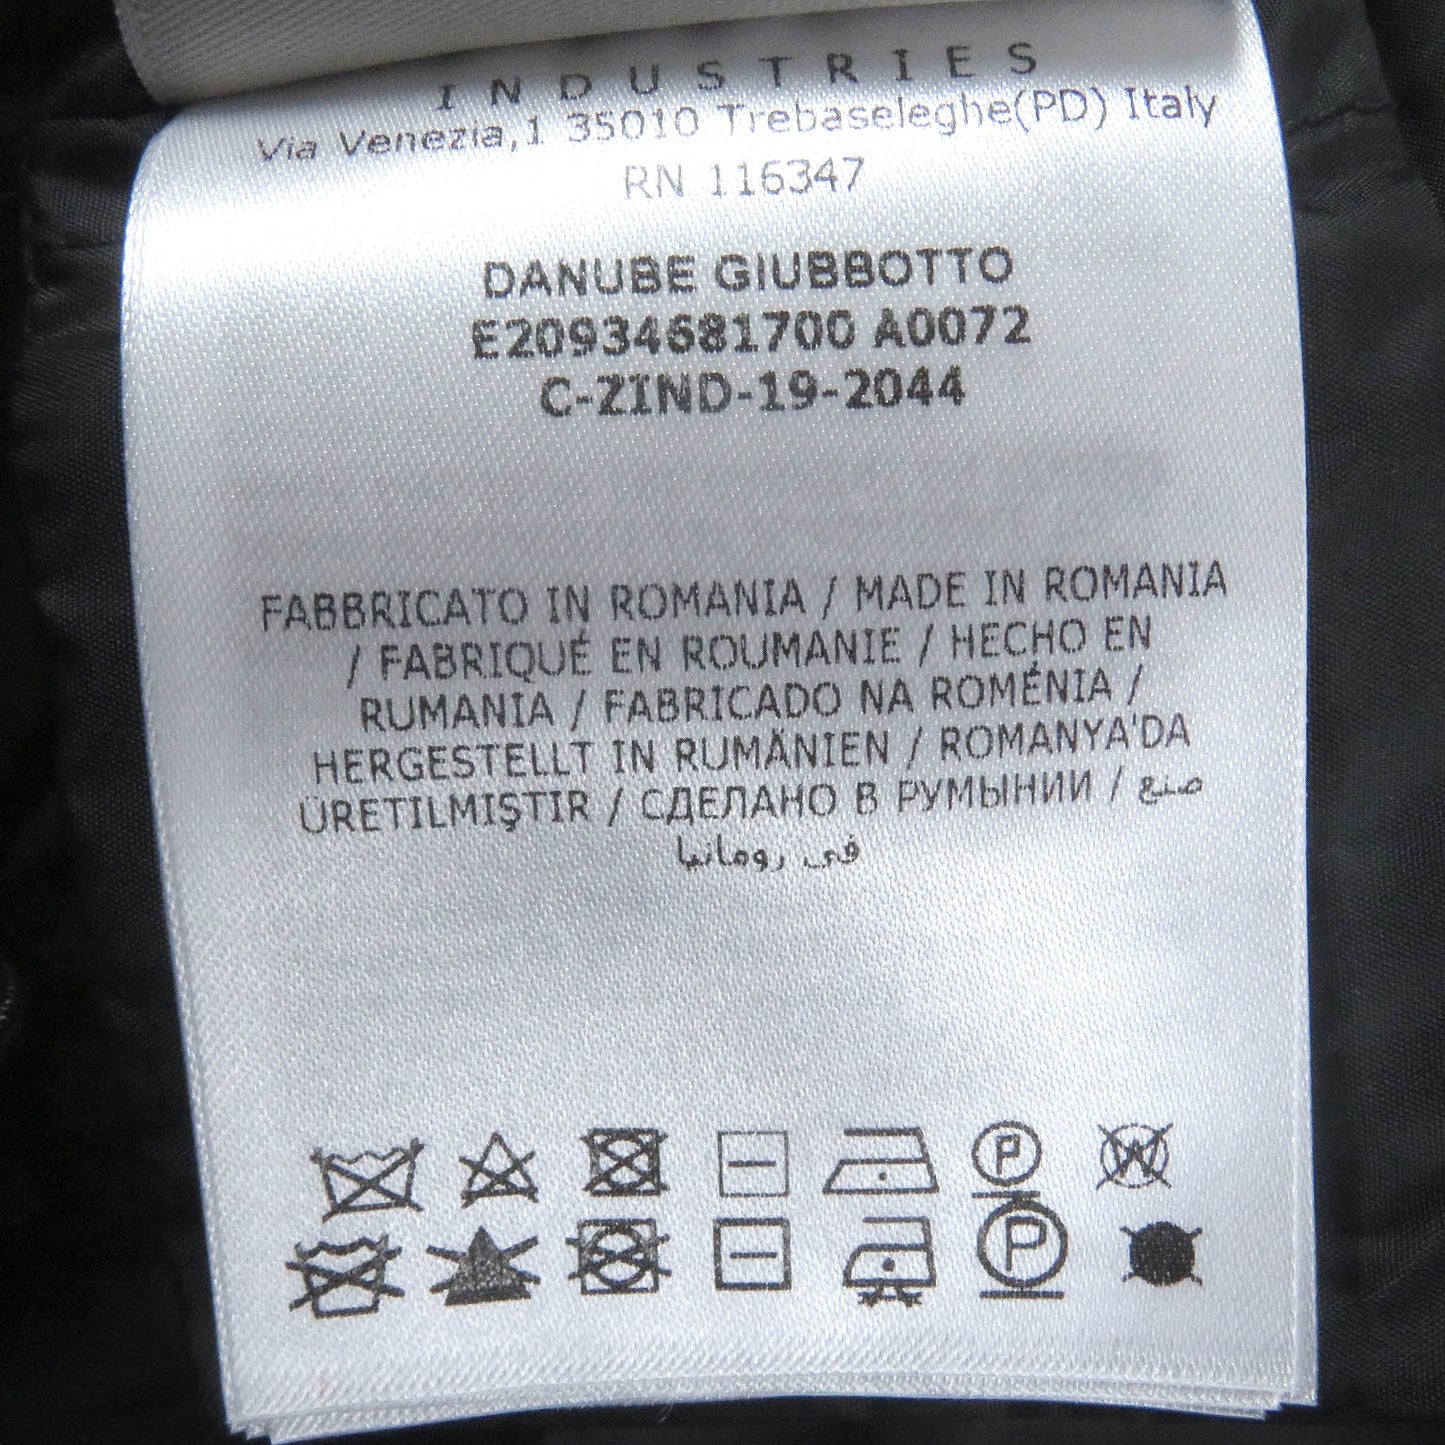 INDUSTRIES
Via Venezia,1 35010 Trebaseleghe(PD) Italy
RN 116347
DANUBE GIUBBOTTO
E20934681700 A0072
C-ZIND-19-2044
FABBRICATO IN ROMANIA / MADE IN ROMANIA
/ FABRIQUÉ EN ROUMANIE / HECHO EN
RUMANIA / FABRICADO NA ROMÉNIA /
HERGESTELLT IN RUMÄNIEN / ROMANYA'DA
ÜRETILMIŞTIR / СДЕЛАНО В РУМЫНИИ / صنع
في رومانيا
P W
P